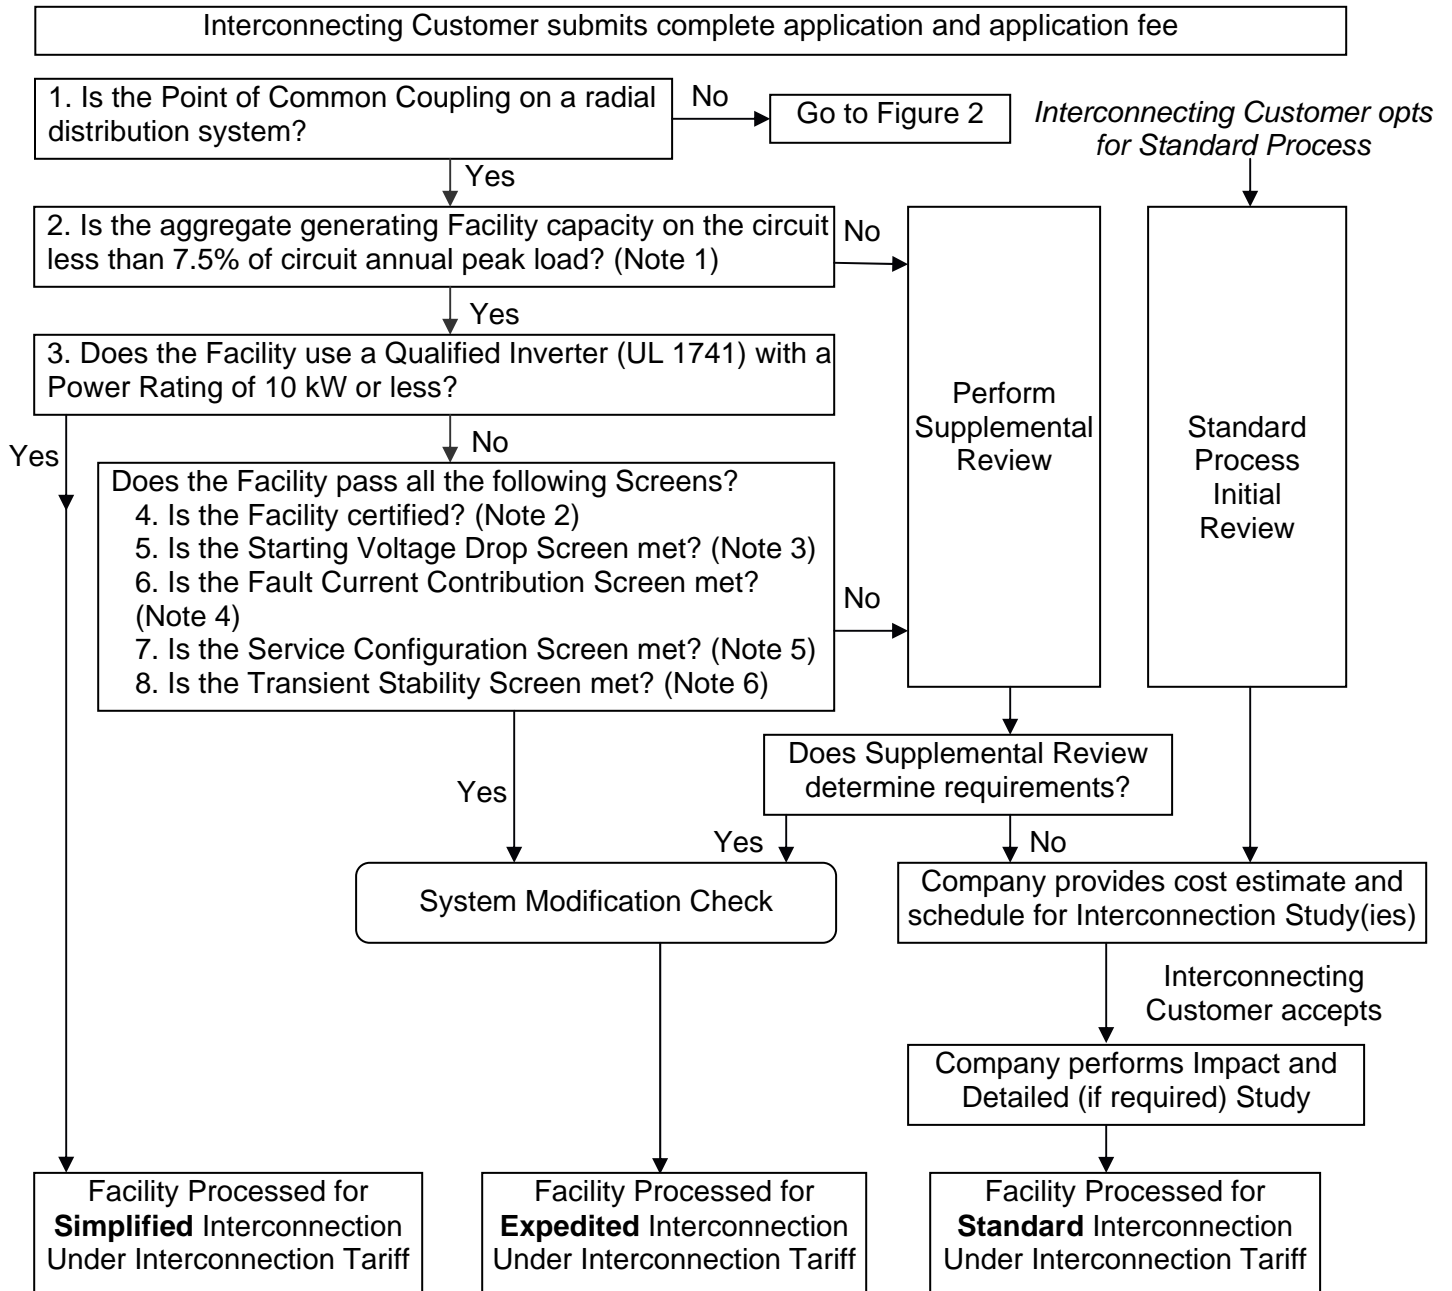 Interconnecting Customer submits complete application and application fee
1. Is the Point of Common Coupling on a radial
distribution system?
No
Go to Figure 2
Interconnecting Customer opts
for Standard Process
Yes
2. Is the aggregate generating Facility capacity on the circuit
less than 7.5% of circuit annual peak load? (Note 1)
No
Yes
3. Does the Facility use a Qualified Inverter (UL 1741) with a
Power Rating of 10 kW or less?
Perform
Supplemental
Review
Standard
Process
Initial
Review
Yes
No
Does the Facility pass all the following Screens?
4. Is the Facility certified? (Note 2)
5. Is the Starting Voltage Drop Screen met? (Note 3)
6. Is the Fault Current Contribution Screen met?
(Note 4)
7. Is the Service Configuration Screen met? (Note 5)
8. Is the Transient Stability Screen met? (Note 6)
No
Does Supplemental Review
determine requirements?
Yes
Yes
No
System Modification Check
Company provides cost estimate and
schedule for Interconnection Study(ies)
Interconnecting
Customer accepts
Company performs Impact and
Detailed (if required) Study
Facility Processed for
Simplified Interconnection
Under Interconnection Tariff
Facility Processed for
Expedited Interconnection
Under Interconnection Tariff
Facility Processed for
Standard Interconnection
Under Interconnection Tariff